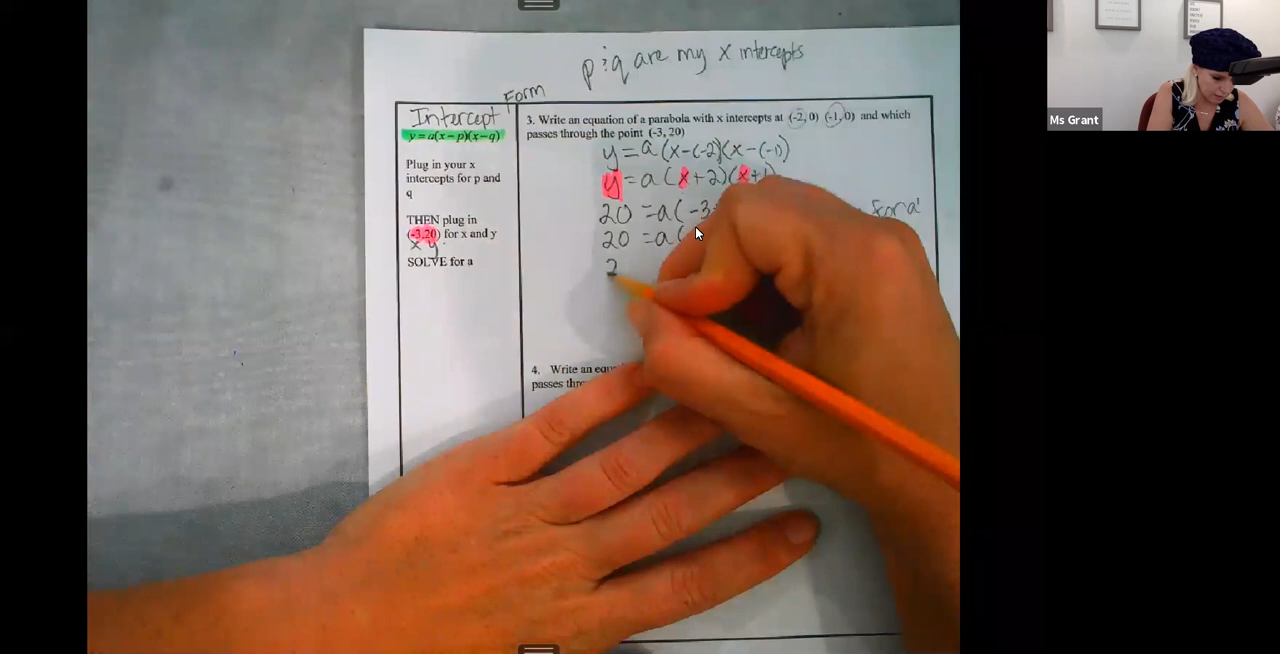 p & q are my x intercepts
Intercept Form
y = a(x − p)(x − q)
Plug in your x
intercepts for p and
q
THEN plug in
(-3,20) for x and y
x y
SOLVE for a
3. Write an equation of a parabola with x intercepts at (-2, 0) (-1, 0) and which
passes through the point (-3, 20)
y = a(x-(-2)(x-(-1)
y = a(x+2)(x+1)
20 = a(-3
for a
20 = a(
2
4. Write an equ
passes thr
Ms Grant